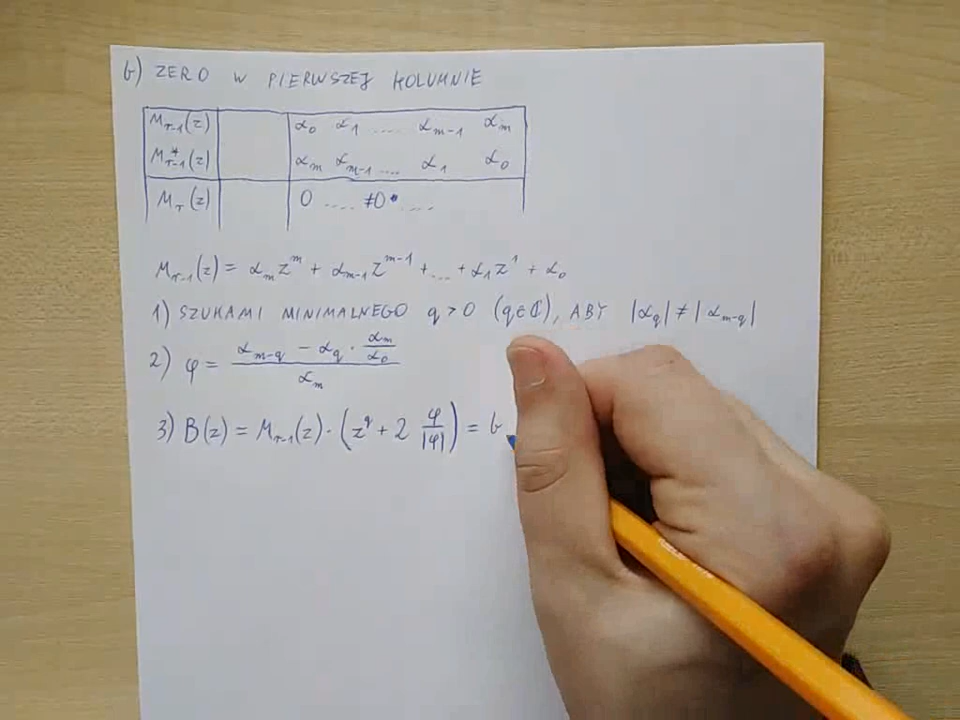 b) ZERO W PIERWSZEJ KOLUMNIE
M_{r-1}(z) α_0 α_1 .... α_{m-1} α_m
M*_{r-1}(z) α_m α_{m-1} .... α_1 α_0
M_r(z) 0 .... ≠0 ....
M_{r-1}(z) = α_m z^m + α_{m-1} z^{m-1} + ... + α_1 z^1 + α_0
1) SZUKAMI MINIMALNEGO q > 0 (q ∈ ℂ), ABY |α_q| ≠ |α_{m-q}|
2) φ = (α_{m-q} - α_q · α_m/α_0) / α_m
3) B(z) = M_{r-1}(z) · (z^q + 2 φ/|φ|) = b